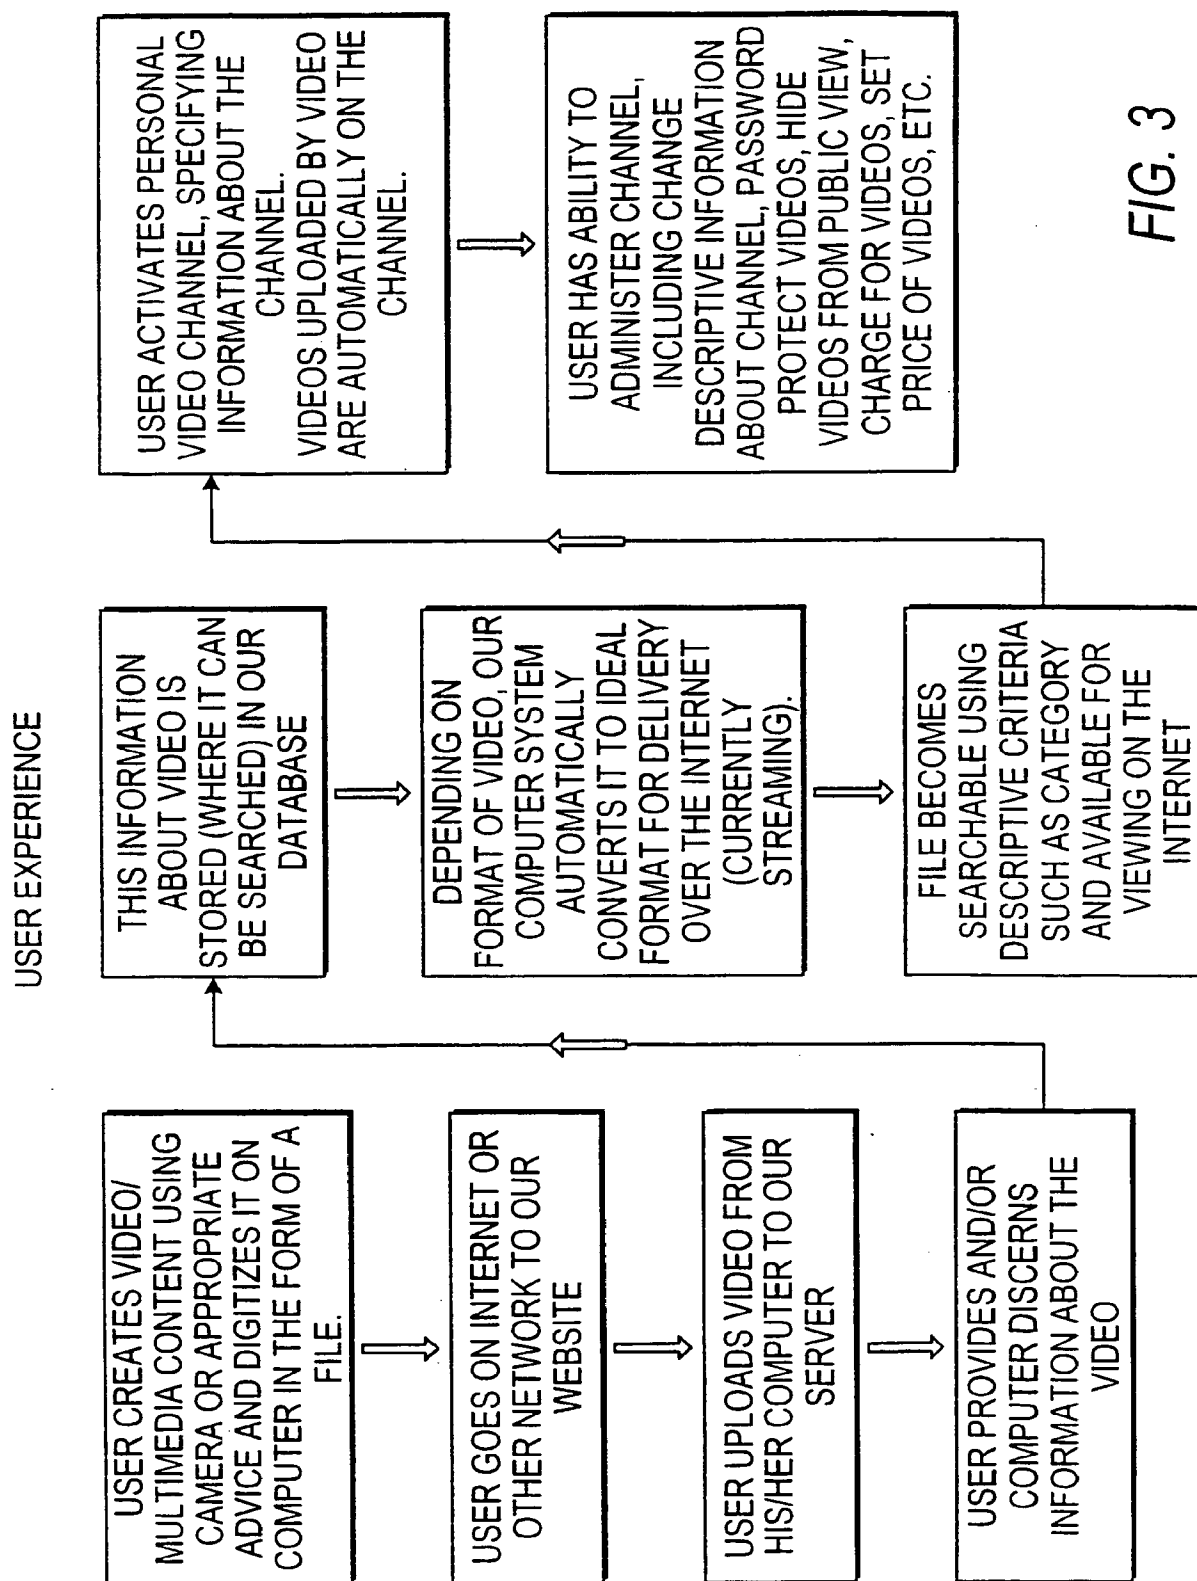 USER EXPERIENCE
USER CREATES VIDEO/
MULTIMEDIA CONTENT USING
CAMERA OR APPROPRIATE
ADVICE AND DIGITIZES IT ON
COMPUTER IN THE FORM OF A
FILE.
USER GOES ON INTERNET OR
OTHER NETWORK TO OUR
WEBSITE
USER UPLOADS VIDEO FROM
HIS/HER COMPUTER TO OUR
SERVER
USER PROVIDES AND/OR
COMPUTER DISCERNS
INFORMATION ABOUT THE
VIDEO
THIS INFORMATION
ABOUT VIDEO IS
STORED (WHERE IT CAN
BE SEARCHED) IN OUR
DATABASE
DEPENDING ON
FORMAT OF VIDEO, OUR
COMPUTER SYSTEM
AUTOMATICALLY
CONVERTS IT TO IDEAL
FORMAT FOR DELIVERY
OVER THE INTERNET
(CURRENTLY
STREAMING).
FILE BECOMES
SEARCHABLE USING
DESCRIPTIVE CRITERIA
SUCH AS CATEGORY
AND AVAILABLE FOR
VIEWING ON THE
INTERNET
USER ACTIVATES PERSONAL
VIDEO CHANNEL, SPECIFYING
INFORMATION ABOUT THE
CHANNEL.
VIDEOS UPLOADED BY VIDEO
ARE AUTOMATICALLY ON THE
CHANNEL.
USER HAS ABILITY TO
ADMINISTER CHANNEL,
INCLUDING CHANGE
DESCRIPTIVE INFORMATION
ABOUT CHANNEL, PASSWORD
PROTECT VIDEOS, HIDE
VIDEOS FROM PUBLIC VIEW,
CHARGE FOR VIDEOS, SET
PRICE OF VIDEOS, ETC.
FIG. 3